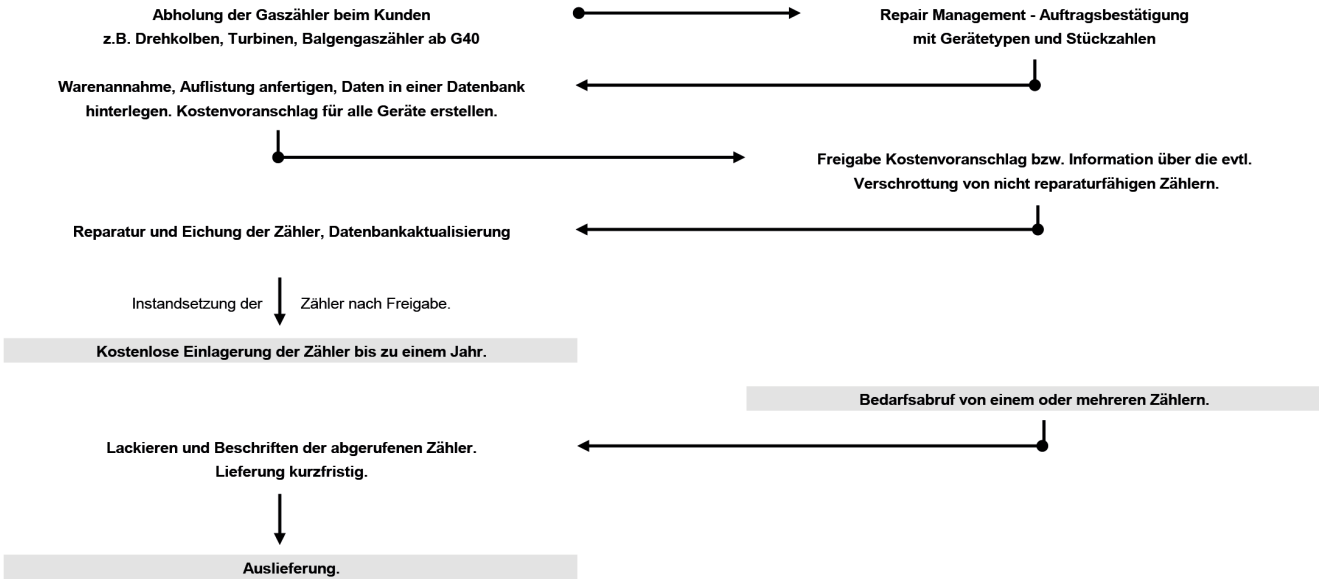 Abholung der Gaszähler beim Kunden
z.B. Drehkolben, Turbinen, Balgengaszähler ab G40
Repair Management - Auftragsbestätigung
mit Gerätetypen und Stückzahlen
Warenannahme, Auflistung anfertigen, Daten in einer Datenbank
hinterlegen. Kostenvoranschlag für alle Geräte erstellen.
Freigabe Kostenvoranschlag bzw. Information über die evtl.
Verschrottung von nicht reparaturfähigen Zählern.
Reparatur und Eichung der Zähler, Datenbankaktualisierung
Instandsetzung der Zähler nach Freigabe.
Kostenlose Einlagerung der Zähler bis zu einem Jahr.
Bedarfsabruf von einem oder mehreren Zählern.
Lackieren und Beschriften der abgerufenen Zähler.
Lieferung kurzfristig.
Auslieferung.